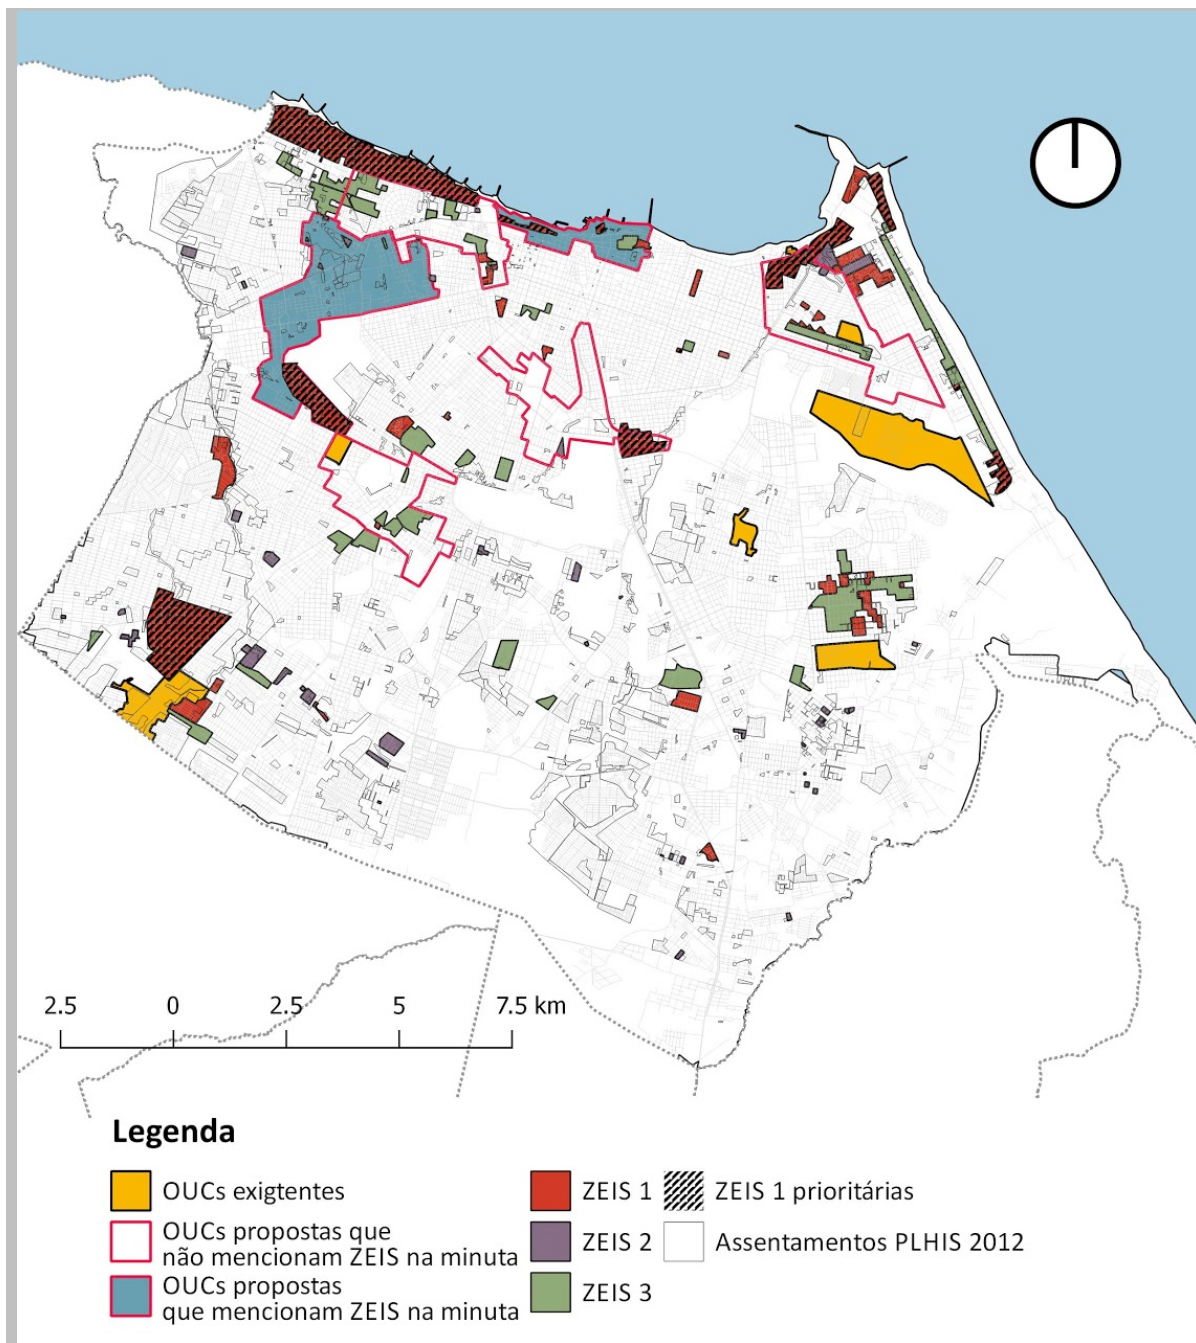 2.5 0 2.5 5 7.5 km
Legenda
OUCs exigtentes
OUCs propostas que
não mencionam ZEIS na minuta
OUCs propostas
que mencionam ZEIS na minuta
ZEIS 1
ZEIS 2
ZEIS 3
ZEIS 1 prioritárias
Assentamentos PLHIS 2012